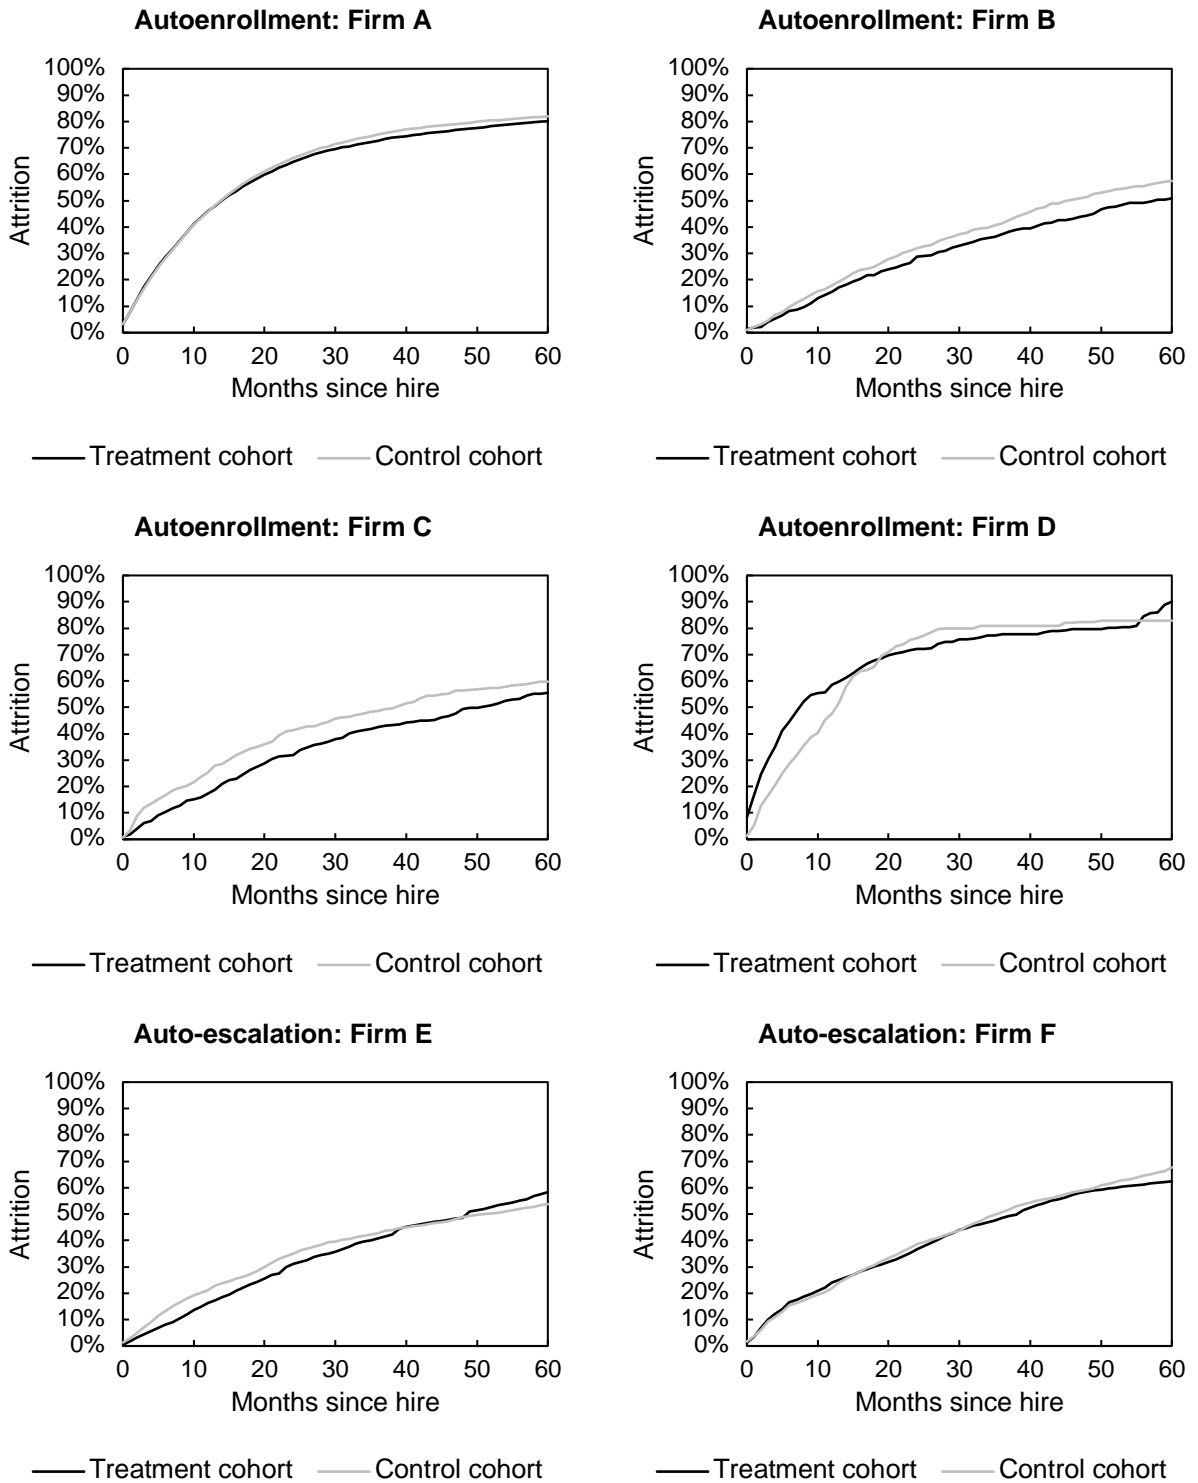 Autoenrollment: Firm A
100%
90%
80%
70%
60%
50%
40%
30%
20%
10%
0%
Attrition
0 10 20 30 40 50 60
Months since hire
Treatment cohort Control cohort
Autoenrollment: Firm B
100%
90%
80%
70%
60%
50%
40%
30%
20%
10%
0%
Attrition
0 10 20 30 40 50 60
Months since hire
Treatment cohort Control cohort
Autoenrollment: Firm C
100%
90%
80%
70%
60%
50%
40%
30%
20%
10%
0%
Attrition
0 10 20 30 40 50 60
Months since hire
Treatment cohort Control cohort
Autoenrollment: Firm D
100%
90%
80%
70%
60%
50%
40%
30%
20%
10%
0%
Attrition
0 10 20 30 40 50 60
Months since hire
Treatment cohort Control cohort
Auto-escalation: Firm E
100%
90%
80%
70%
60%
50%
40%
30%
20%
10%
0%
Attrition
0 10 20 30 40 50 60
Months since hire
Treatment cohort Control cohort
Auto-escalation: Firm F
100%
90%
80%
70%
60%
50%
40%
30%
20%
10%
0%
Attrition
0 10 20 30 40 50 60
Months since hire
Treatment cohort Control cohort